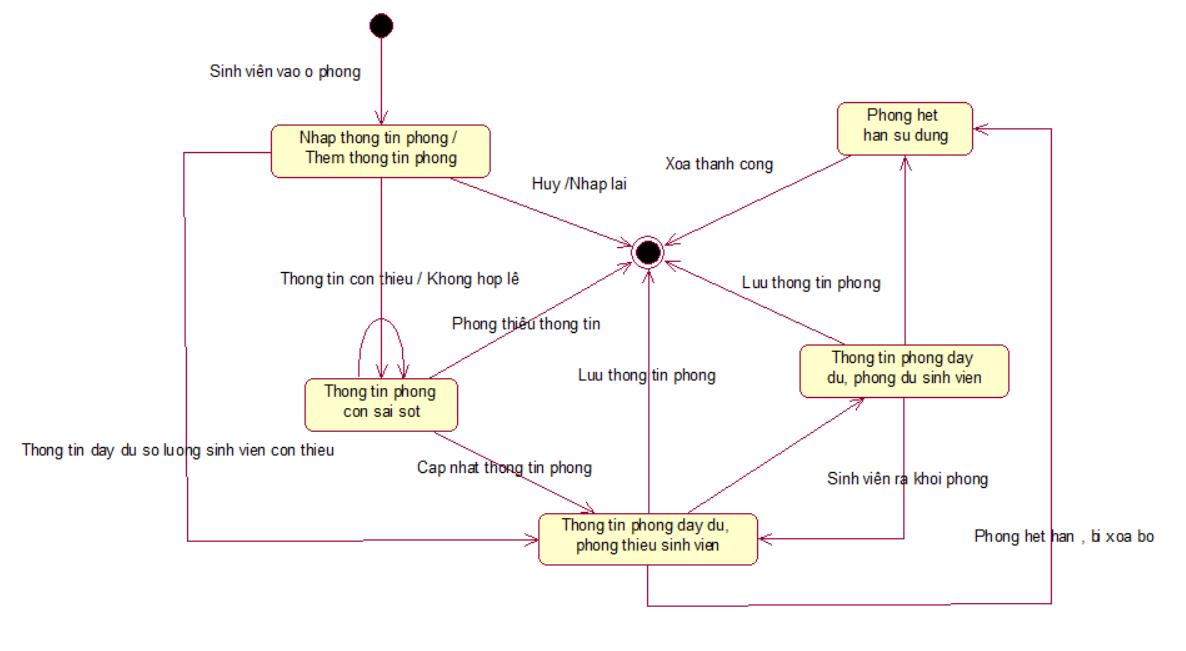 Sinh viên vao o phong
Phong het
han su dung
Nhap thong tin phong /
Them thong tin phong
Xoa thanh cong
Huy /Nhap lai
Thong tin con thieu / Khong hop lê
Luu thong tin phong
Phong thiêu thong tin
Thong tin phong day
du, phong du sinh vien
Luu thong tin phong
Thong tin phong
con sai sot
Thong tin day du so luong sinh vien con thieu
Cap nhat thong tin phong
Sinh viên ra khoi phong
Thong tin phong day du,
phong thieu sinh vien
Phong het han , bi xoa bo